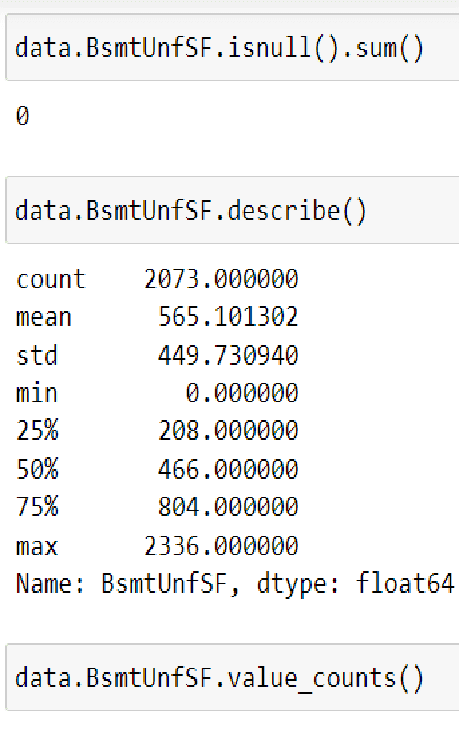 data.BsmtUnfSF.isnull().sum()
0
data.BsmtUnfSF.describe()
count 2073.000000
mean 565.101302
std 449.730940
min 0.000000
25% 208.000000
50% 466.000000
75% 804.000000
max 2336.000000
Name: BsmtUnfSF, dtype: float64
data.BsmtUnfSF.value_counts()